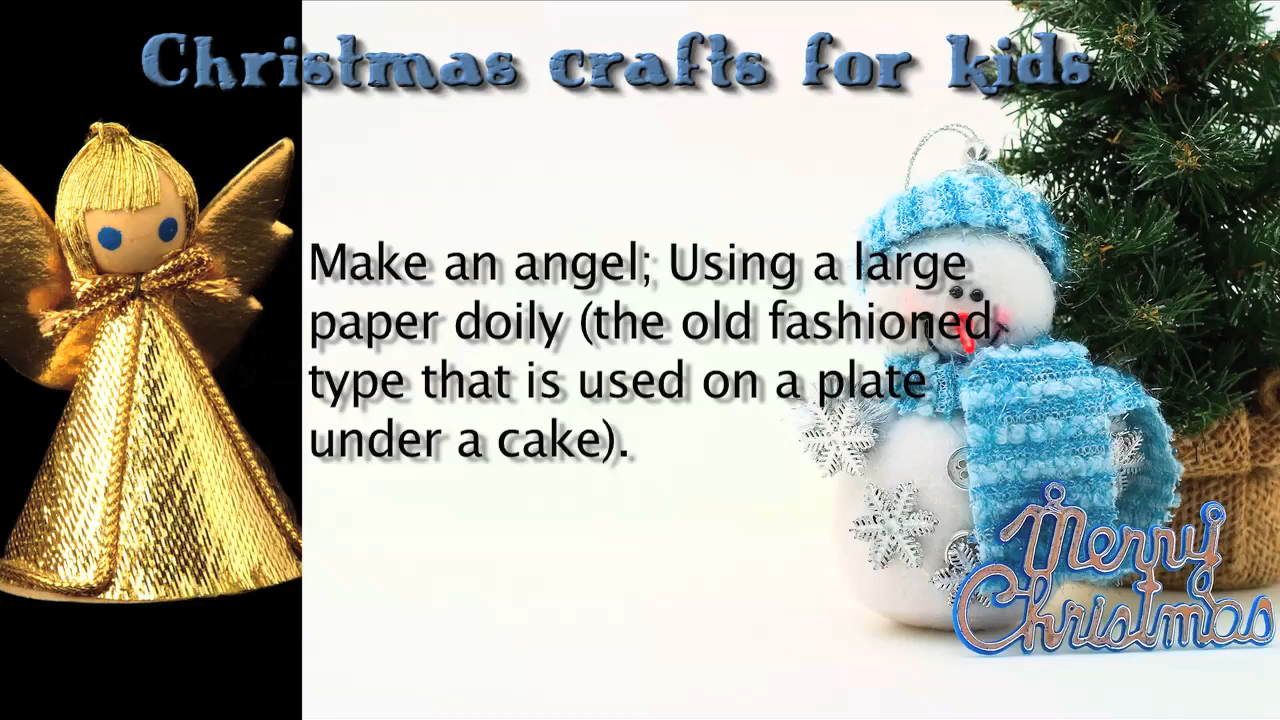 Christmas crafts for kids
Make an angel; Using a large
paper doily (the old fashioned
type that is used on a plate
under a cake).
Merry
Christmas